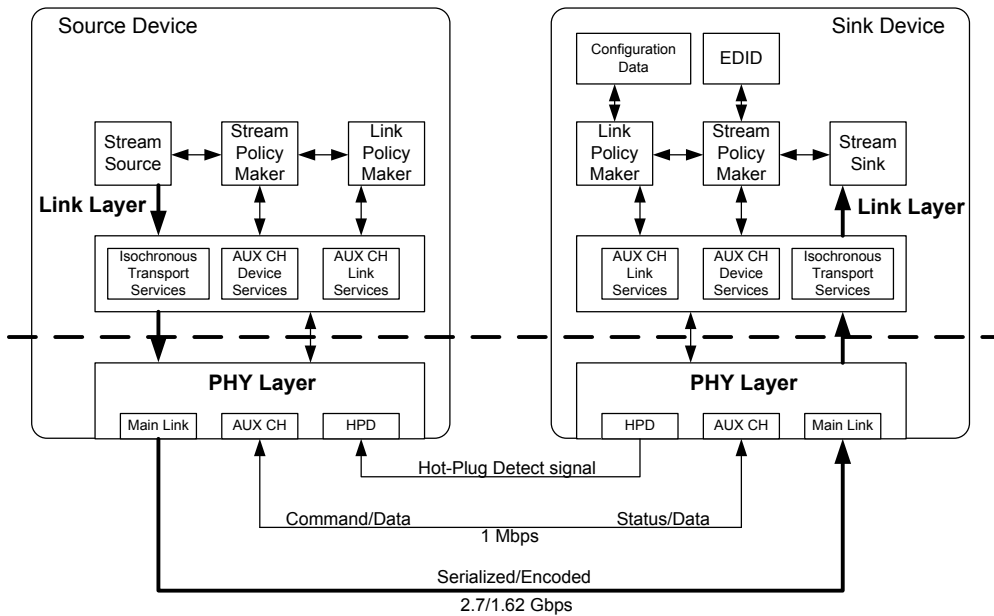 Source Device
Sink Device
Configuration
Data
EDID
Stream
Source
Stream
Policy
Maker
Link
Policy
Maker
Link
Policy
Maker
Stream
Policy
Maker
Stream
Sink
Link Layer
Link Layer
Isochronous
Transport
Services
AUX CH
Device
Services
AUX CH
Link
Services
AUX CH
Link
Services
AUX CH
Device
Services
Isochronous
Transport
Services
PHY Layer
PHY Layer
Main Link
AUX CH
HPD
HPD
AUX CH
Main Link
Hot-Plug Detect signal
Command/Data
Status/Data
1 Mbps
Serialized/Encoded
2.7/1.62 Gbps